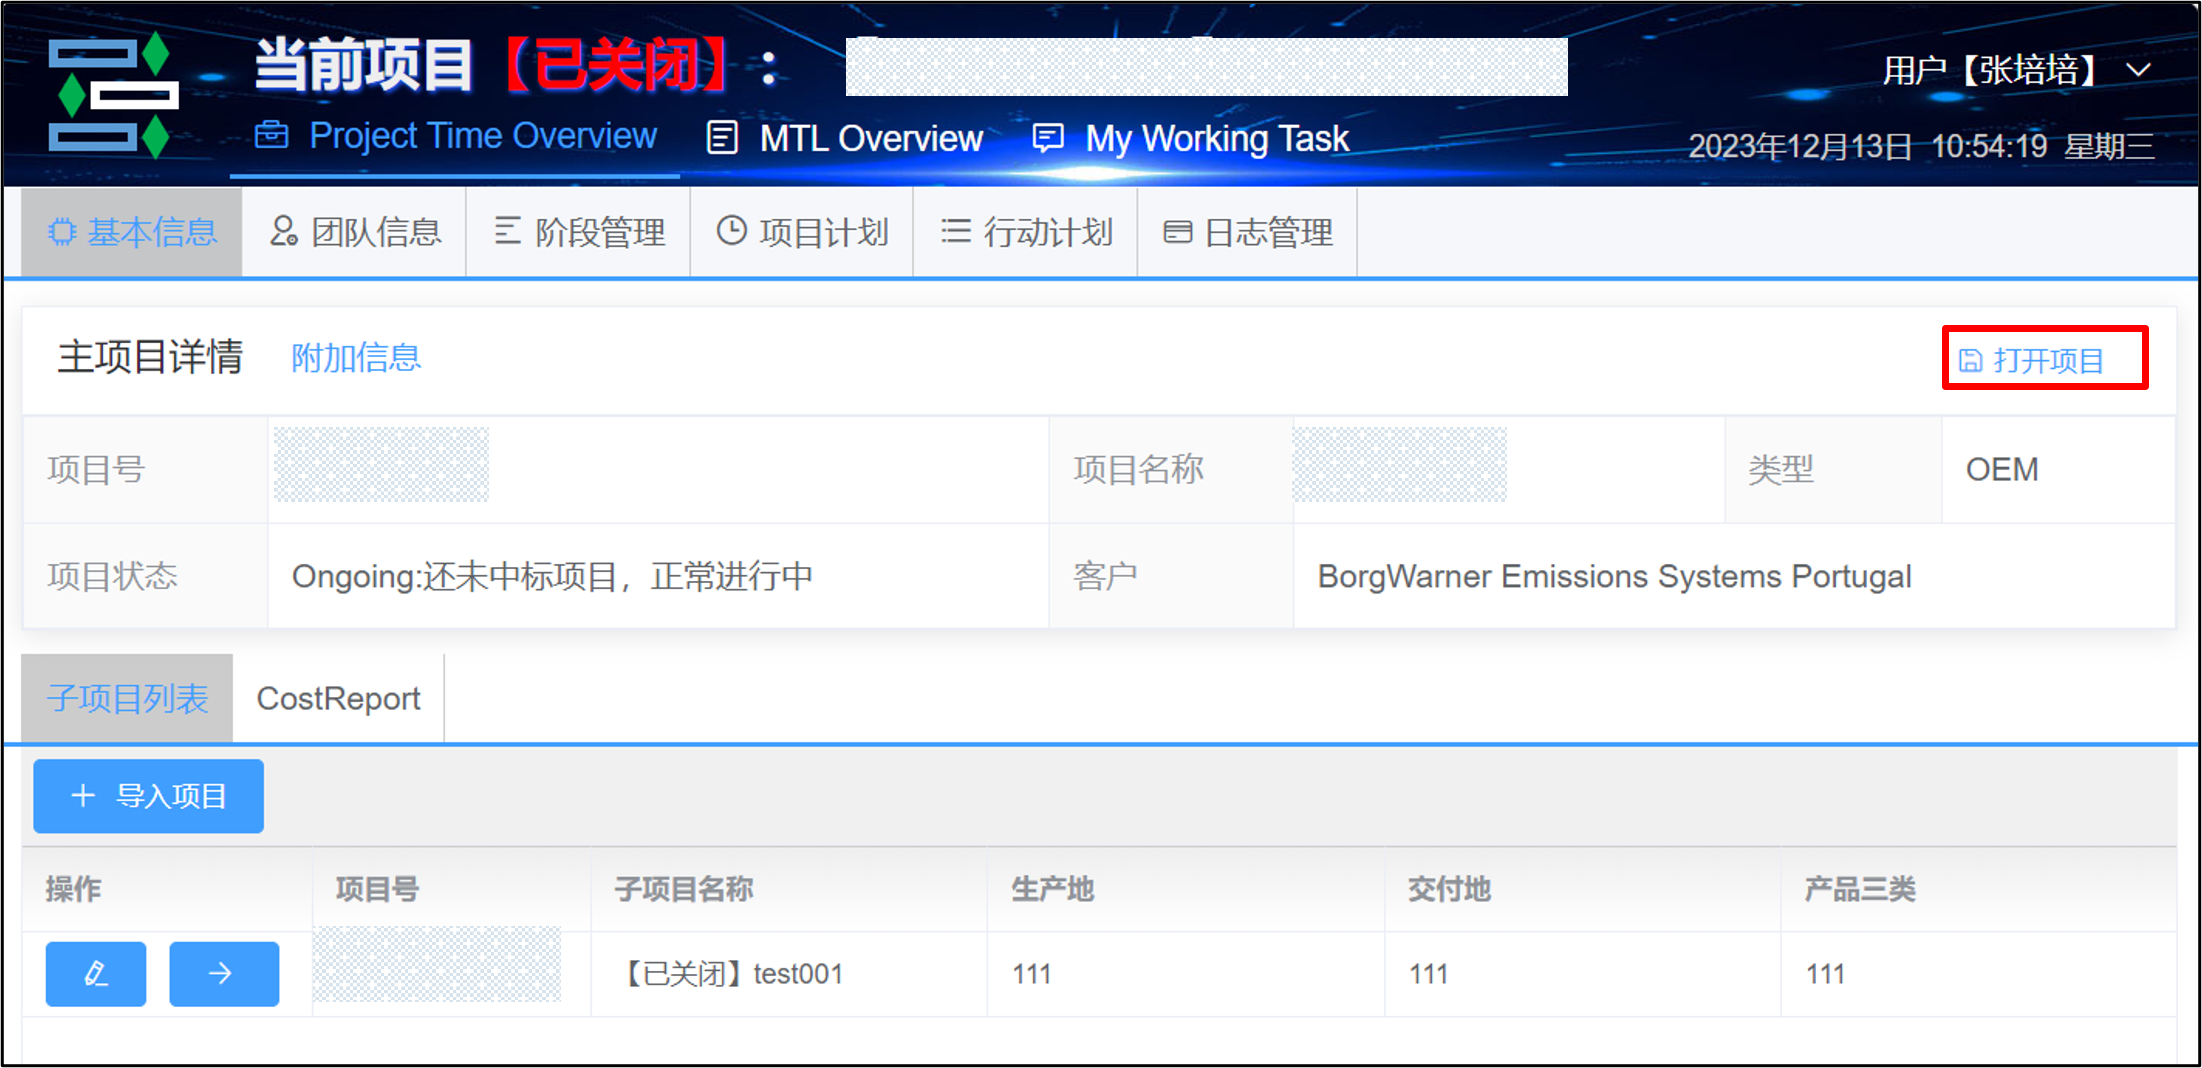 当前项目【已关闭】：
用户【张培培】
Project Time Overview MTL Overview My Working Task
2023年12月13日 10:54:19 星期三
基本信息 团队信息 阶段管理 项目计划 行动计划 日志管理
主项目详情 附加信息 打开项目
项目号 项目名称 类型 OEM
项目状态 Ongoing:还未中标项目，正常进行中 客户 BorgWarner Emissions Systems Portugal
子项目列表 CostReport
+ 导入项目
操作 项目号 子项目名称 生产地 交付地 产品三类
【已关闭】test001 111 111 111